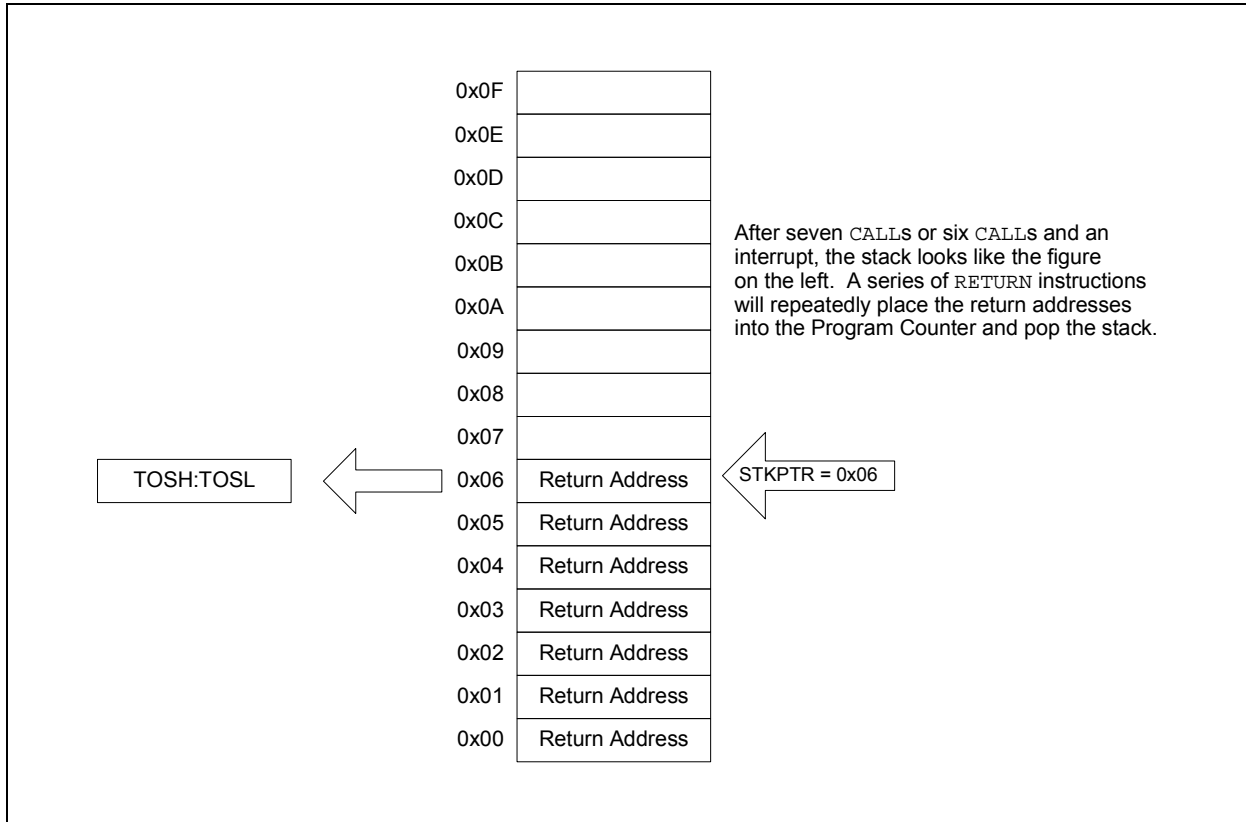 0x0F
0x0E
0x0D
0x0C
0x0B
0x0A
0x09
0x08
0x07
0x06
0x05
0x04
0x03
0x02
0x01
0x00
Return Address
Return Address
Return Address
Return Address
Return Address
Return Address
Return Address
TOSH:TOSL
STKPTR = 0x06
After seven CALLs or six CALLs and an
interrupt, the stack looks like the figure
on the left. A series of RETURN instructions
will repeatedly place the return addresses
into the Program Counter and pop the stack.